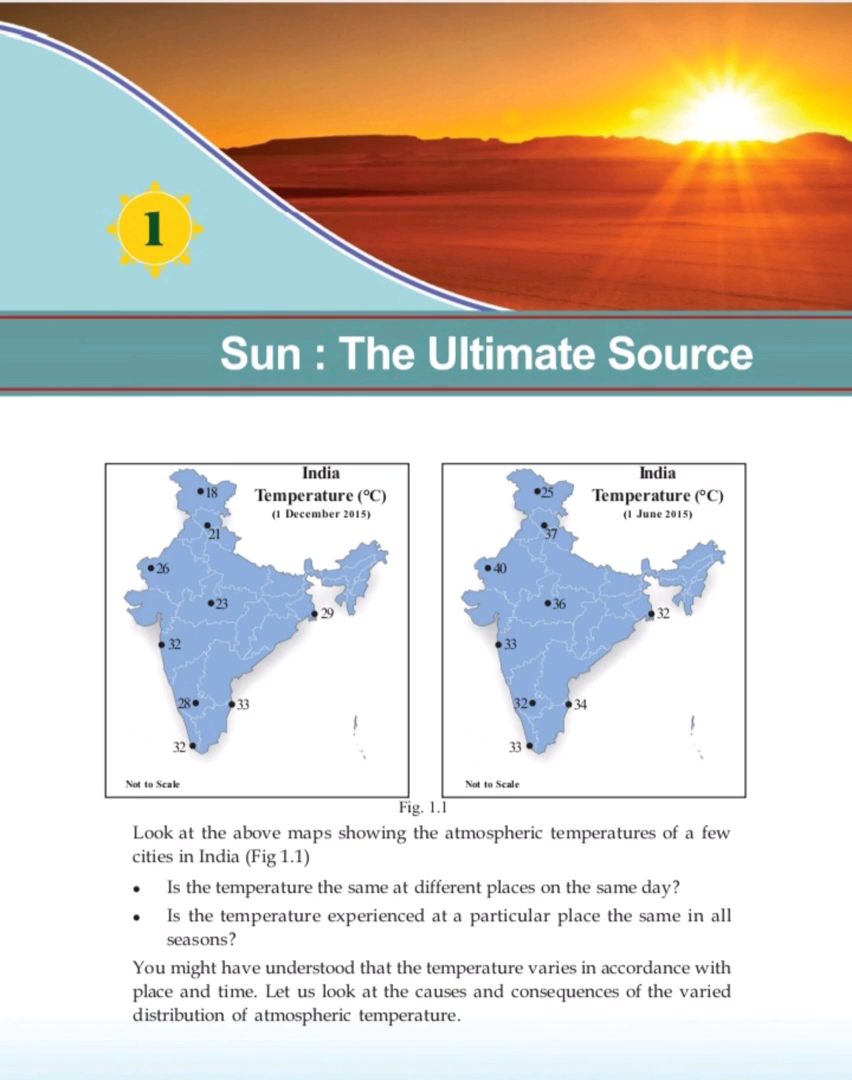 1
Sun : The Ultimate Source
India
Temperature (°C)
(1 December 2015)
18
21
26
23
29
32
28
33
32
Not to Scale
India
Temperature (°C)
(1 June 2015)
25
37
40
36
32
33
32
34
33
Not to Scale
Fig. 1.1
Look at the above maps showing the atmospheric temperatures of a few
cities in India (Fig 1.1)
• Is the temperature the same at different places on the same day?
• Is the temperature experienced at a particular place the same in all
seasons?
You might have understood that the temperature varies in accordance with
place and time. Let us look at the causes and consequences of the varied
distribution of atmospheric temperature.